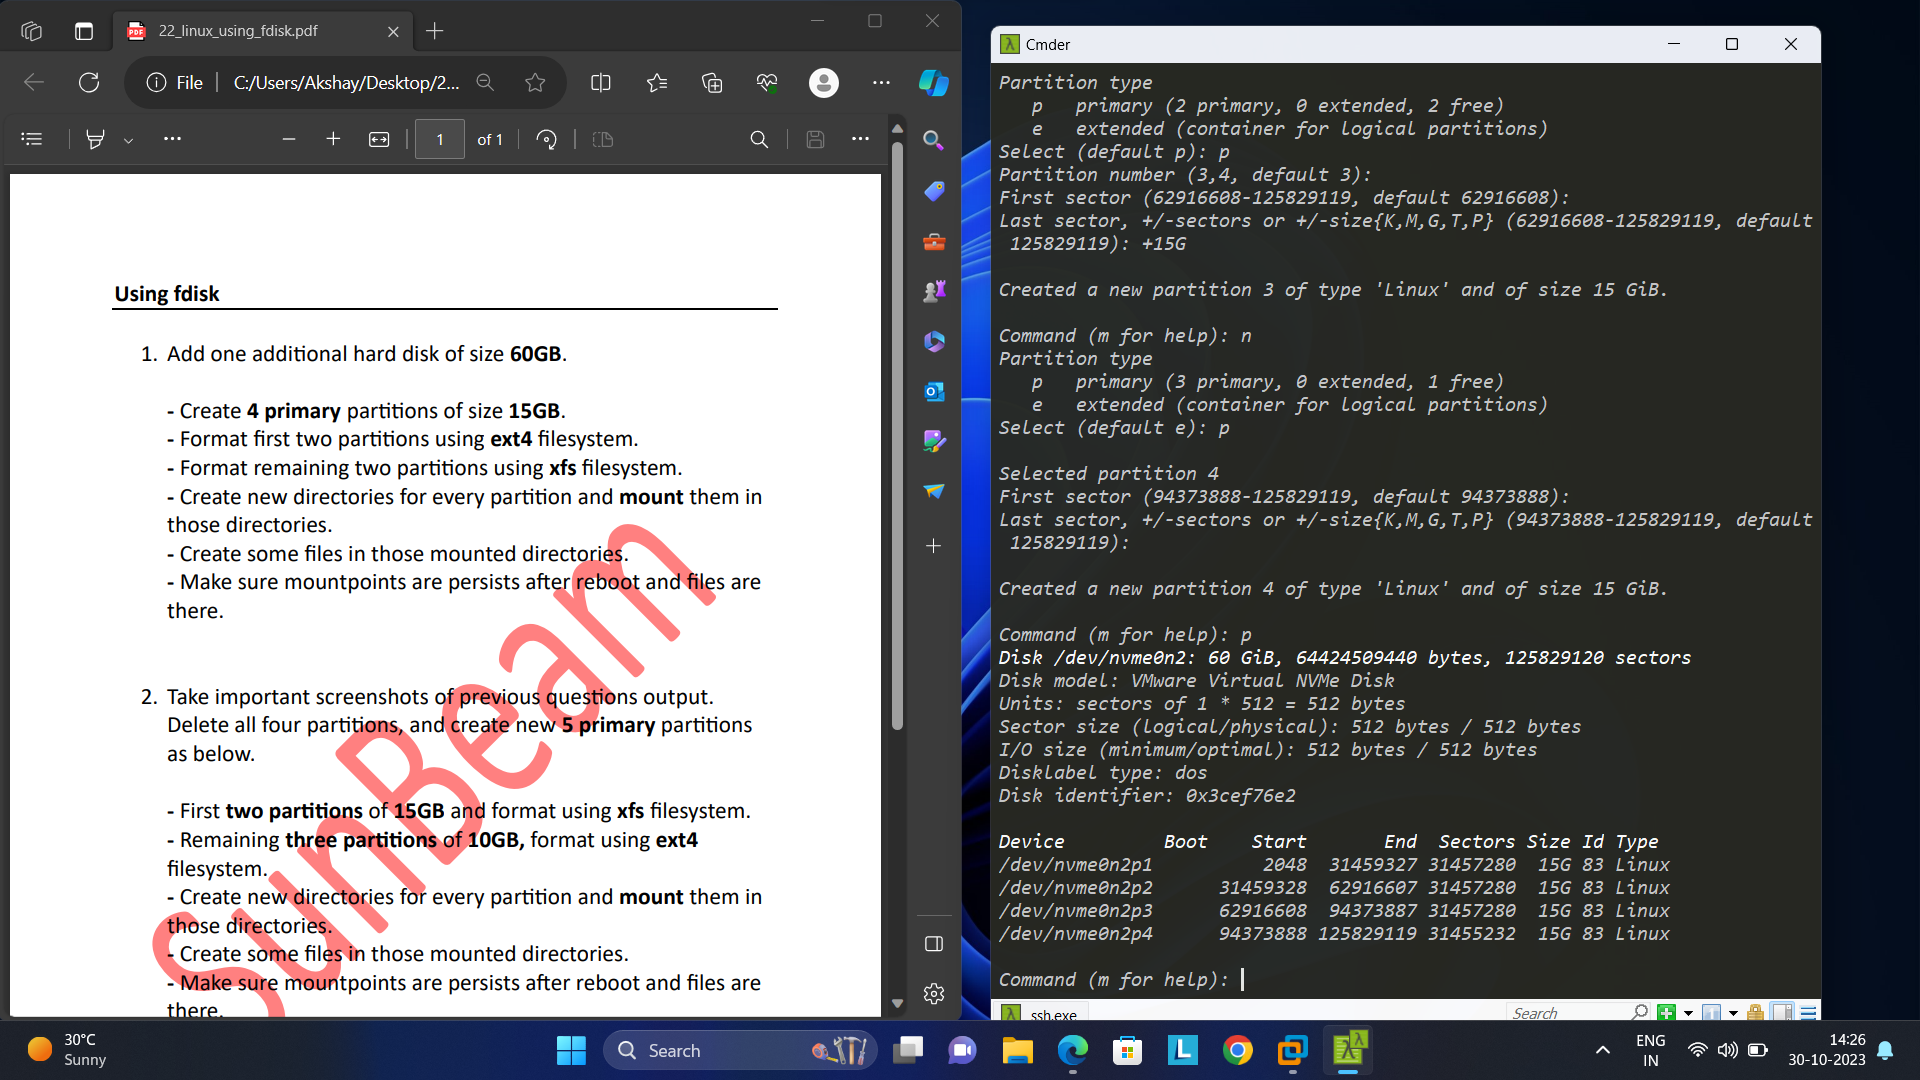 22_linux_using_fdisk.pdf
File
C:/Users/Akshay/Desktop/2...
1
of 1
Using fdisk
1. Add one additional hard disk of size 60GB.
- Create 4 primary partitions of size 15GB.
- Format first two partitions using ext4 filesystem.
- Format remaining two partitions using xfs filesystem.
- Create new directories for every partition and mount them in
those directories.
- Create some files in those mounted directories.
- Make sure mountpoints are persists after reboot and files are
there.
2. Take important screenshots of previous questions output.
Delete all four partitions, and create new 5 primary partitions
as below.
- First two partitions of 15GB and format using xfs filesystem.
- Remaining three partitions of 10GB, format using ext4
filesystem.
- Create new directories for every partition and mount them in
those directories.
- Create some files in those mounted directories.
- Make sure mountpoints are persists after reboot and files are
there.
SunBeam
Cmder
Partition type
p primary (2 primary, 0 extended, 2 free)
e extended (container for logical partitions)
Select (default p): p
Partition number (3,4, default 3):
First sector (62916608-125829119, default 62916608):
Last sector, +/-sectors or +/-size{K,M,G,T,P} (62916608-125829119, default
125829119): +15G
Created a new partition 3 of type 'Linux' and of size 15 GiB.
Command (m for help): n
Partition type
p primary (3 primary, 0 extended, 1 free)
e extended (container for logical partitions)
Select (default e): p
Selected partition 4
First sector (94373888-125829119, default 94373888):
Last sector, +/-sectors or +/-size{K,M,G,T,P} (94373888-125829119, default
125829119):
Created a new partition 4 of type 'Linux' and of size 15 GiB.
Command (m for help): p
Disk /dev/nvme0n2: 60 GiB, 64424509440 bytes, 125829120 sectors
Disk model: VMware Virtual NVMe Disk
Units: sectors of 1 * 512 = 512 bytes
Sector size (logical/physical): 512 bytes / 512 bytes
I/O size (minimum/optimal): 512 bytes / 512 bytes
Disklabel type: dos
Disk identifier: 0x3cef76e2
Device Boot Start End Sectors Size Id Type
/dev/nvme0n2p1 2048 31459327 31457280 15G 83 Linux
/dev/nvme0n2p2 31459328 62916607 31457280 15G 83 Linux
/dev/nvme0n2p3 62916608 94373887 31457280 15G 83 Linux
/dev/nvme0n2p4 94373888 125829119 31455232 15G 83 Linux
Command (m for help):
ssh.exe
Search
30°C
Sunny
Search
ENG
IN
14:26
30-10-2023